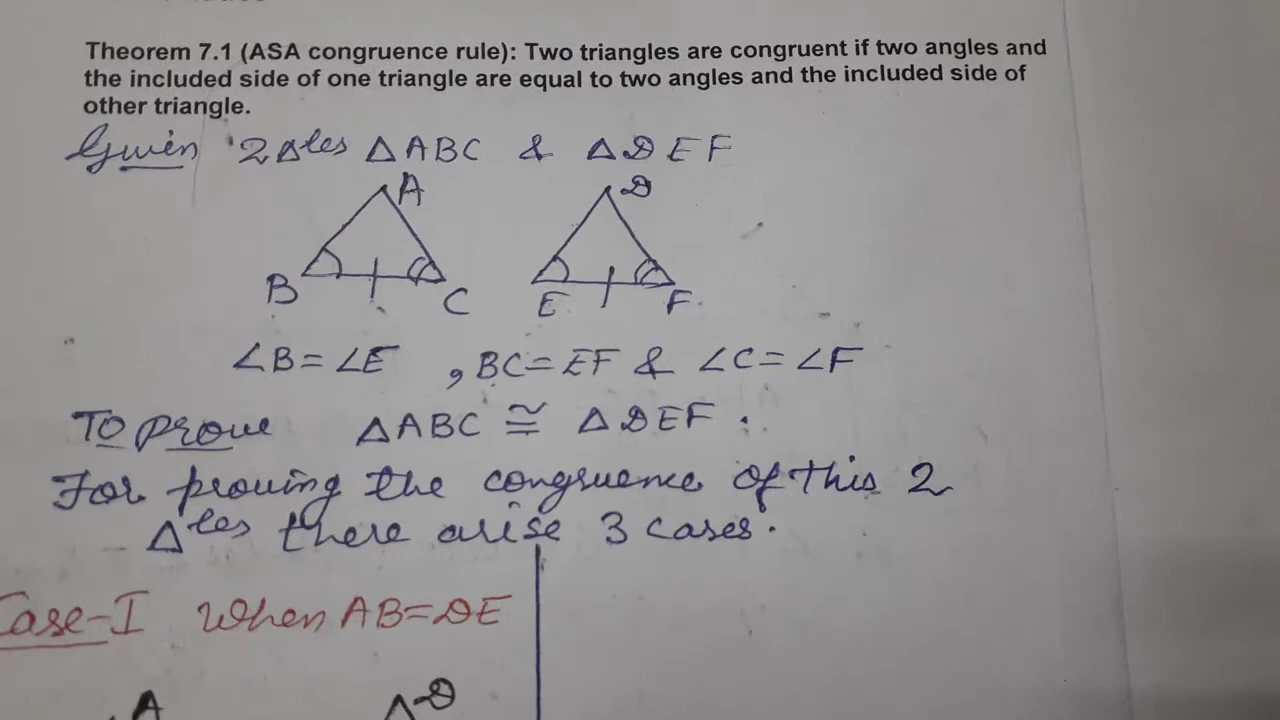 Theorem 7.1 (ASA congruence rule): Two triangles are congruent if two angles and
the included side of one triangle are equal to two angles and the included side of
other triangle.
Given 2 Δles ΔABC & ΔDEF
A D
B C E F
∠B=∠E , BC=EF & ∠C=∠F
To prove ΔABC ≅ ΔDEF.
For proving the congruence of this 2
Δles there arise 3 cases.
Case-I When AB=DE
A D